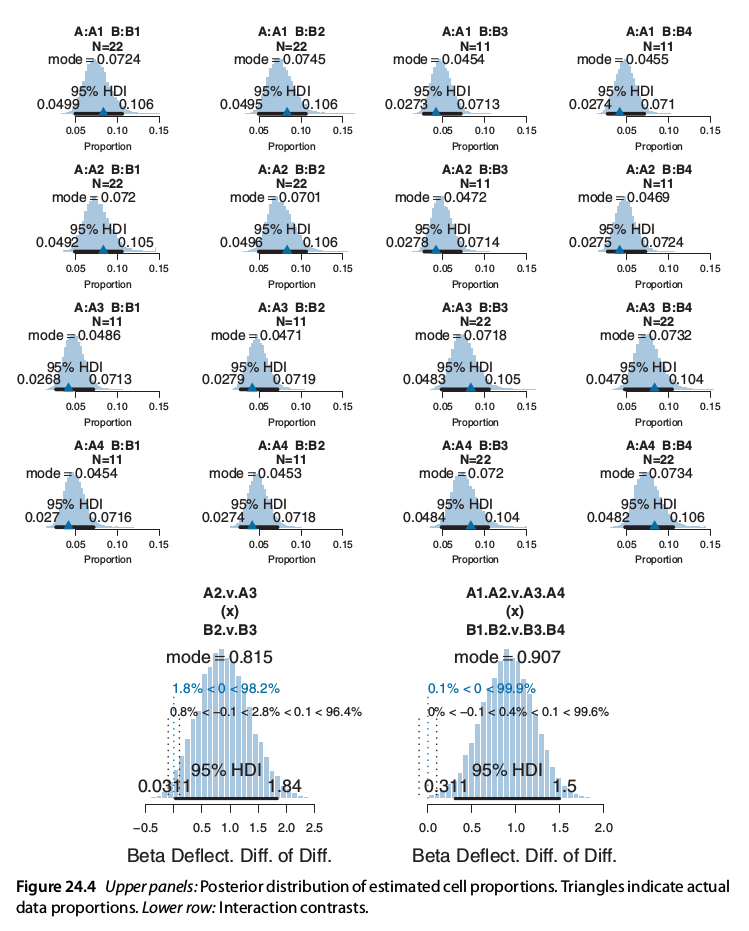 A:A1 B:B1
N=22
mode = 0.0724
95% HDI
0.0499 0.106
0.05 0.10 0.15
Proportion
A:A1 B:B2
N=22
mode = 0.0745
95% HDI
0.0495 0.106
0.05 0.10 0.15
Proportion
A:A1 B:B3
N=11
mode = 0.0454
95% HDI
0.0273 0.0713
0.05 0.10 0.15
Proportion
A:A1 B:B4
N=11
mode = 0.0455
95% HDI
0.0274 0.071
0.05 0.10 0.15
Proportion
A:A2 B:B1
N=22
mode = 0.072
95% HDI
0.0492 0.105
0.05 0.10 0.15
Proportion
A:A2 B:B2
N=22
mode = 0.0701
95% HDI
0.0496 0.106
0.05 0.10 0.15
Proportion
A:A2 B:B3
N=11
mode = 0.0472
95% HDI
0.0278 0.0714
0.05 0.10 0.15
Proportion
A:A2 B:B4
N=11
mode = 0.0469
95% HDI
0.0275 0.0724
0.05 0.10 0.15
Proportion
A:A3 B:B1
N=11
mode = 0.0486
95% HDI
0.0268 0.0713
0.05 0.10 0.15
Proportion
A:A3 B:B2
N=11
mode = 0.0471
95% HDI
0.0279 0.0719
0.05 0.10 0.15
Proportion
A:A3 B:B3
N=22
mode = 0.0718
95% HDI
0.0483 0.105
0.05 0.10 0.15
Proportion
A:A3 B:B4
N=22
mode = 0.0732
95% HDI
0.0478 0.104
0.05 0.10 0.15
Proportion
A:A4 B:B1
N=11
mode = 0.0454
95% HDI
0.027 0.0716
0.05 0.10 0.15
Proportion
A:A4 B:B2
N=11
mode = 0.0453
95% HDI
0.0274 0.0718
0.05 0.10 0.15
Proportion
A:A4 B:B3
N=22
mode = 0.072
95% HDI
0.0484 0.104
0.05 0.10 0.15
Proportion
A:A4 B:B4
N=22
mode = 0.0734
95% HDI
0.0482 0.106
0.05 0.10 0.15
Proportion
A2.v.A3
(x)
B2.v.B3
mode = 0.815
1.8% < 0 < 98.2%
0.8% < −0.1 < 2.8% < 0.1 < 96.4%
95% HDI
0.0311 1.84
−0.5 0.5 1.0 1.5 2.0 2.5
Beta Deflect. Diff. of Diff.
A1.A2.v.A3.A4
(x)
B1.B2.v.B3.B4
mode = 0.907
0.1% < 0 < 99.9%
0% < −0.1 < 0.4% < 0.1 < 99.6%
95% HDI
0.311 1.5
0.0 0.5 1.0 1.5 2.0
Beta Deflect. Diff. of Diff.
Figure 24.4 Upper panels: Posterior distribution of estimated cell proportions. Triangles indicate actual
data proportions. Lower row: Interaction contrasts.